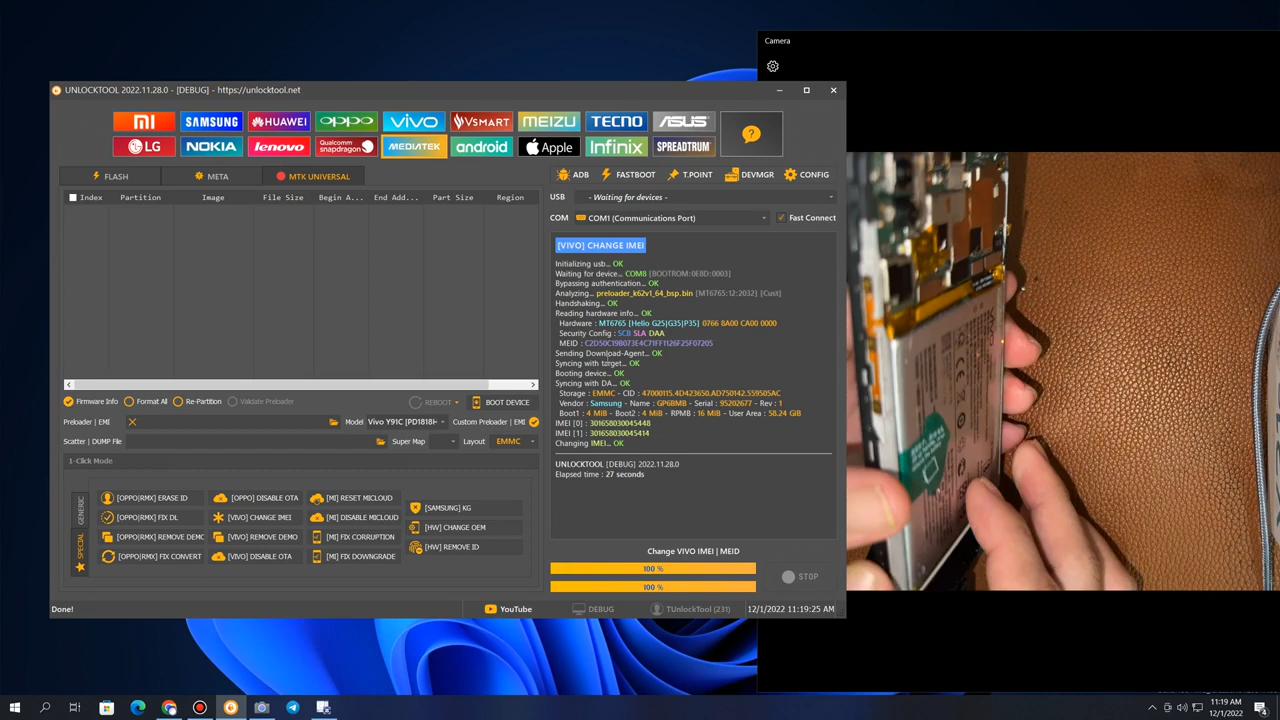 Camera
UNLOCKTOOL 2022.11.28.0 - [DEBUG] - https://unlocktool.net
mi SAMSUNG HUAWEI oppo vivo VSMART MEIZU TECNO ASUS
LG NOKIA lenovo Qualcomm snapdragon MEDIATEK android Apple Infinix SPREADTRUM
?
FLASH META MTK UNIVERSAL
ADB FASTBOOT T.POINT DEVMGR CONFIG
Index Partition Image File Size Begin A... End Add... Part Size Region
USB - Waiting for devices -
COM COM1 (Communications Port) Fast Connect
[VIVO] CHANGE IMEI
Initializing usb... OK
Waiting for device... COM8 [BOOTROM:0E8D:0003]
Bypassing authentication... OK
Analyzing... preloader_k62v1_64_bsp.bin [MT6765:12:2032] [Cust]
Handshaking... OK
Reading hardware info... OK
Hardware : MT6765 [Helio G25|G35|P35] 0766 8A00 CA00 0000
Security Config : SCB SLA DAA
MEID : C2D50C19B073E4C71FF1126F25F07205
Sending Download-Agent... OK
Syncing with target... OK
Booting device... OK
Syncing with DA... OK
Storage : EMMC - CID : 47000115.4D423650.AD750142.559505AC
Vendor : Samsung - Name : GP6BMB - Serial : 95202677 - Rev : 1
Boot1 : 4 MiB - Boot2 : 4 MiB - RPMB : 16 MiB - User Area : 58.24 GiB
IMEI [0] : 301658030045448
IMEI [1] : 301658030045414
Changing IMEI... OK
UNLOCKTOOL [DEBUG] 2022.11.28.0
Elapsed time : 27 seconds
Firmware Info Format All Re-Partition Validate Preloader REBOOT BOOT DEVICE
Preloader | EMI Model Vivo Y91C [PD1818H Custom Preloader | EMI
Scatter | DUMP File Super Map Layout EMMC
1-Click Mode
GENERIC
SPECIAL
[OPPO|RMX] ERASE ID [OPPO] DISABLE OTA [MI] RESET MICLOUD [SAMSUNG] KG
[OPPO|RMX] FIX DL [VIVO] CHANGE IMEI [MI] DISABLE MICLOUD [HW] CHANGE OEM
[OPPO|RMX] REMOVE DEMO [VIVO] REMOVE DEMO [MI] FIX CORRUPTION [HW] REMOVE ID
[OPPO|RMX] FIX CONVERT [VIVO] DISABLE OTA [MI] FIX DOWNGRADE
Change VIVO IMEI | MEID
100 %
100 %
STOP
Done! YouTube DEBUG TUnlockTool (231) 12/1/2022 11:19:25 AM
11:19 AM
12/1/2022
4